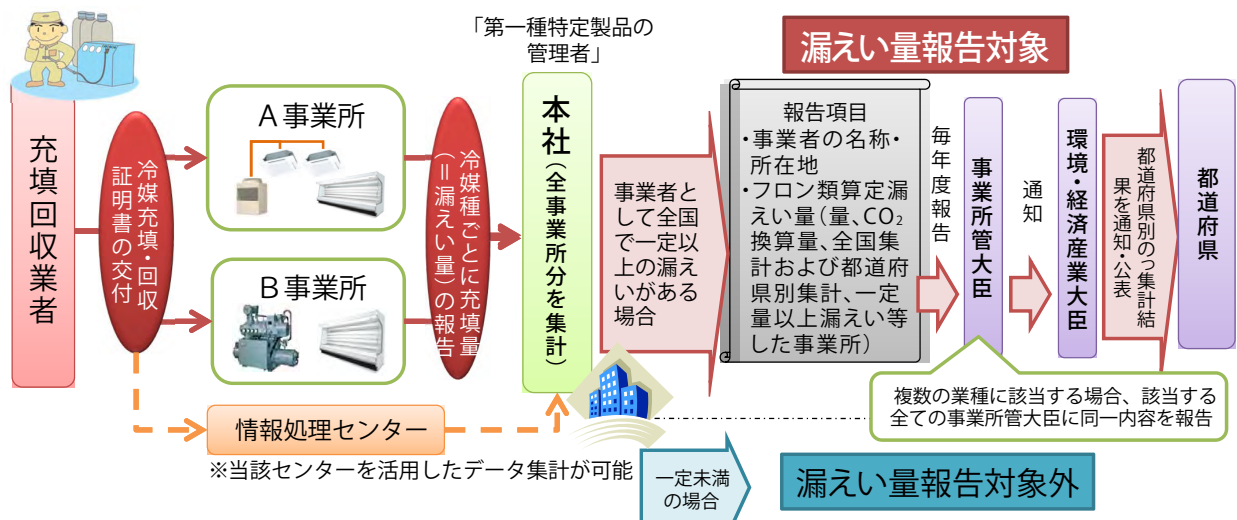 充填回収業者
冷媒充填・回収
証明書の交付
A事業所
B事業所
冷媒種ごとに充填量
(=漏えい量)の報告
「第一種特定製品の
管理者」
本社(全事業所分を集計)
情報処理センター
※当該センターを活用したデータ集計が可能
事業者と
して全国
で一定以
上の漏え
いがある
場合
漏えい量報告対象
報告項目
・事業者の名称・
所在地
・フロン類算定漏
えい量(量、CO₂
換算量、全国集
計および都道府
県別集計、一定
量以上漏えい等
した事業所)
毎年度報告
事業所管大臣
通知
環境・経済産業大臣
都道府県別のつ集計結
果を通知・公表
都道府県
複数の業種に該当する場合、該当する
全ての事業所管大臣に同一内容を報告
一定未満
の場合
漏えい量報告対象外